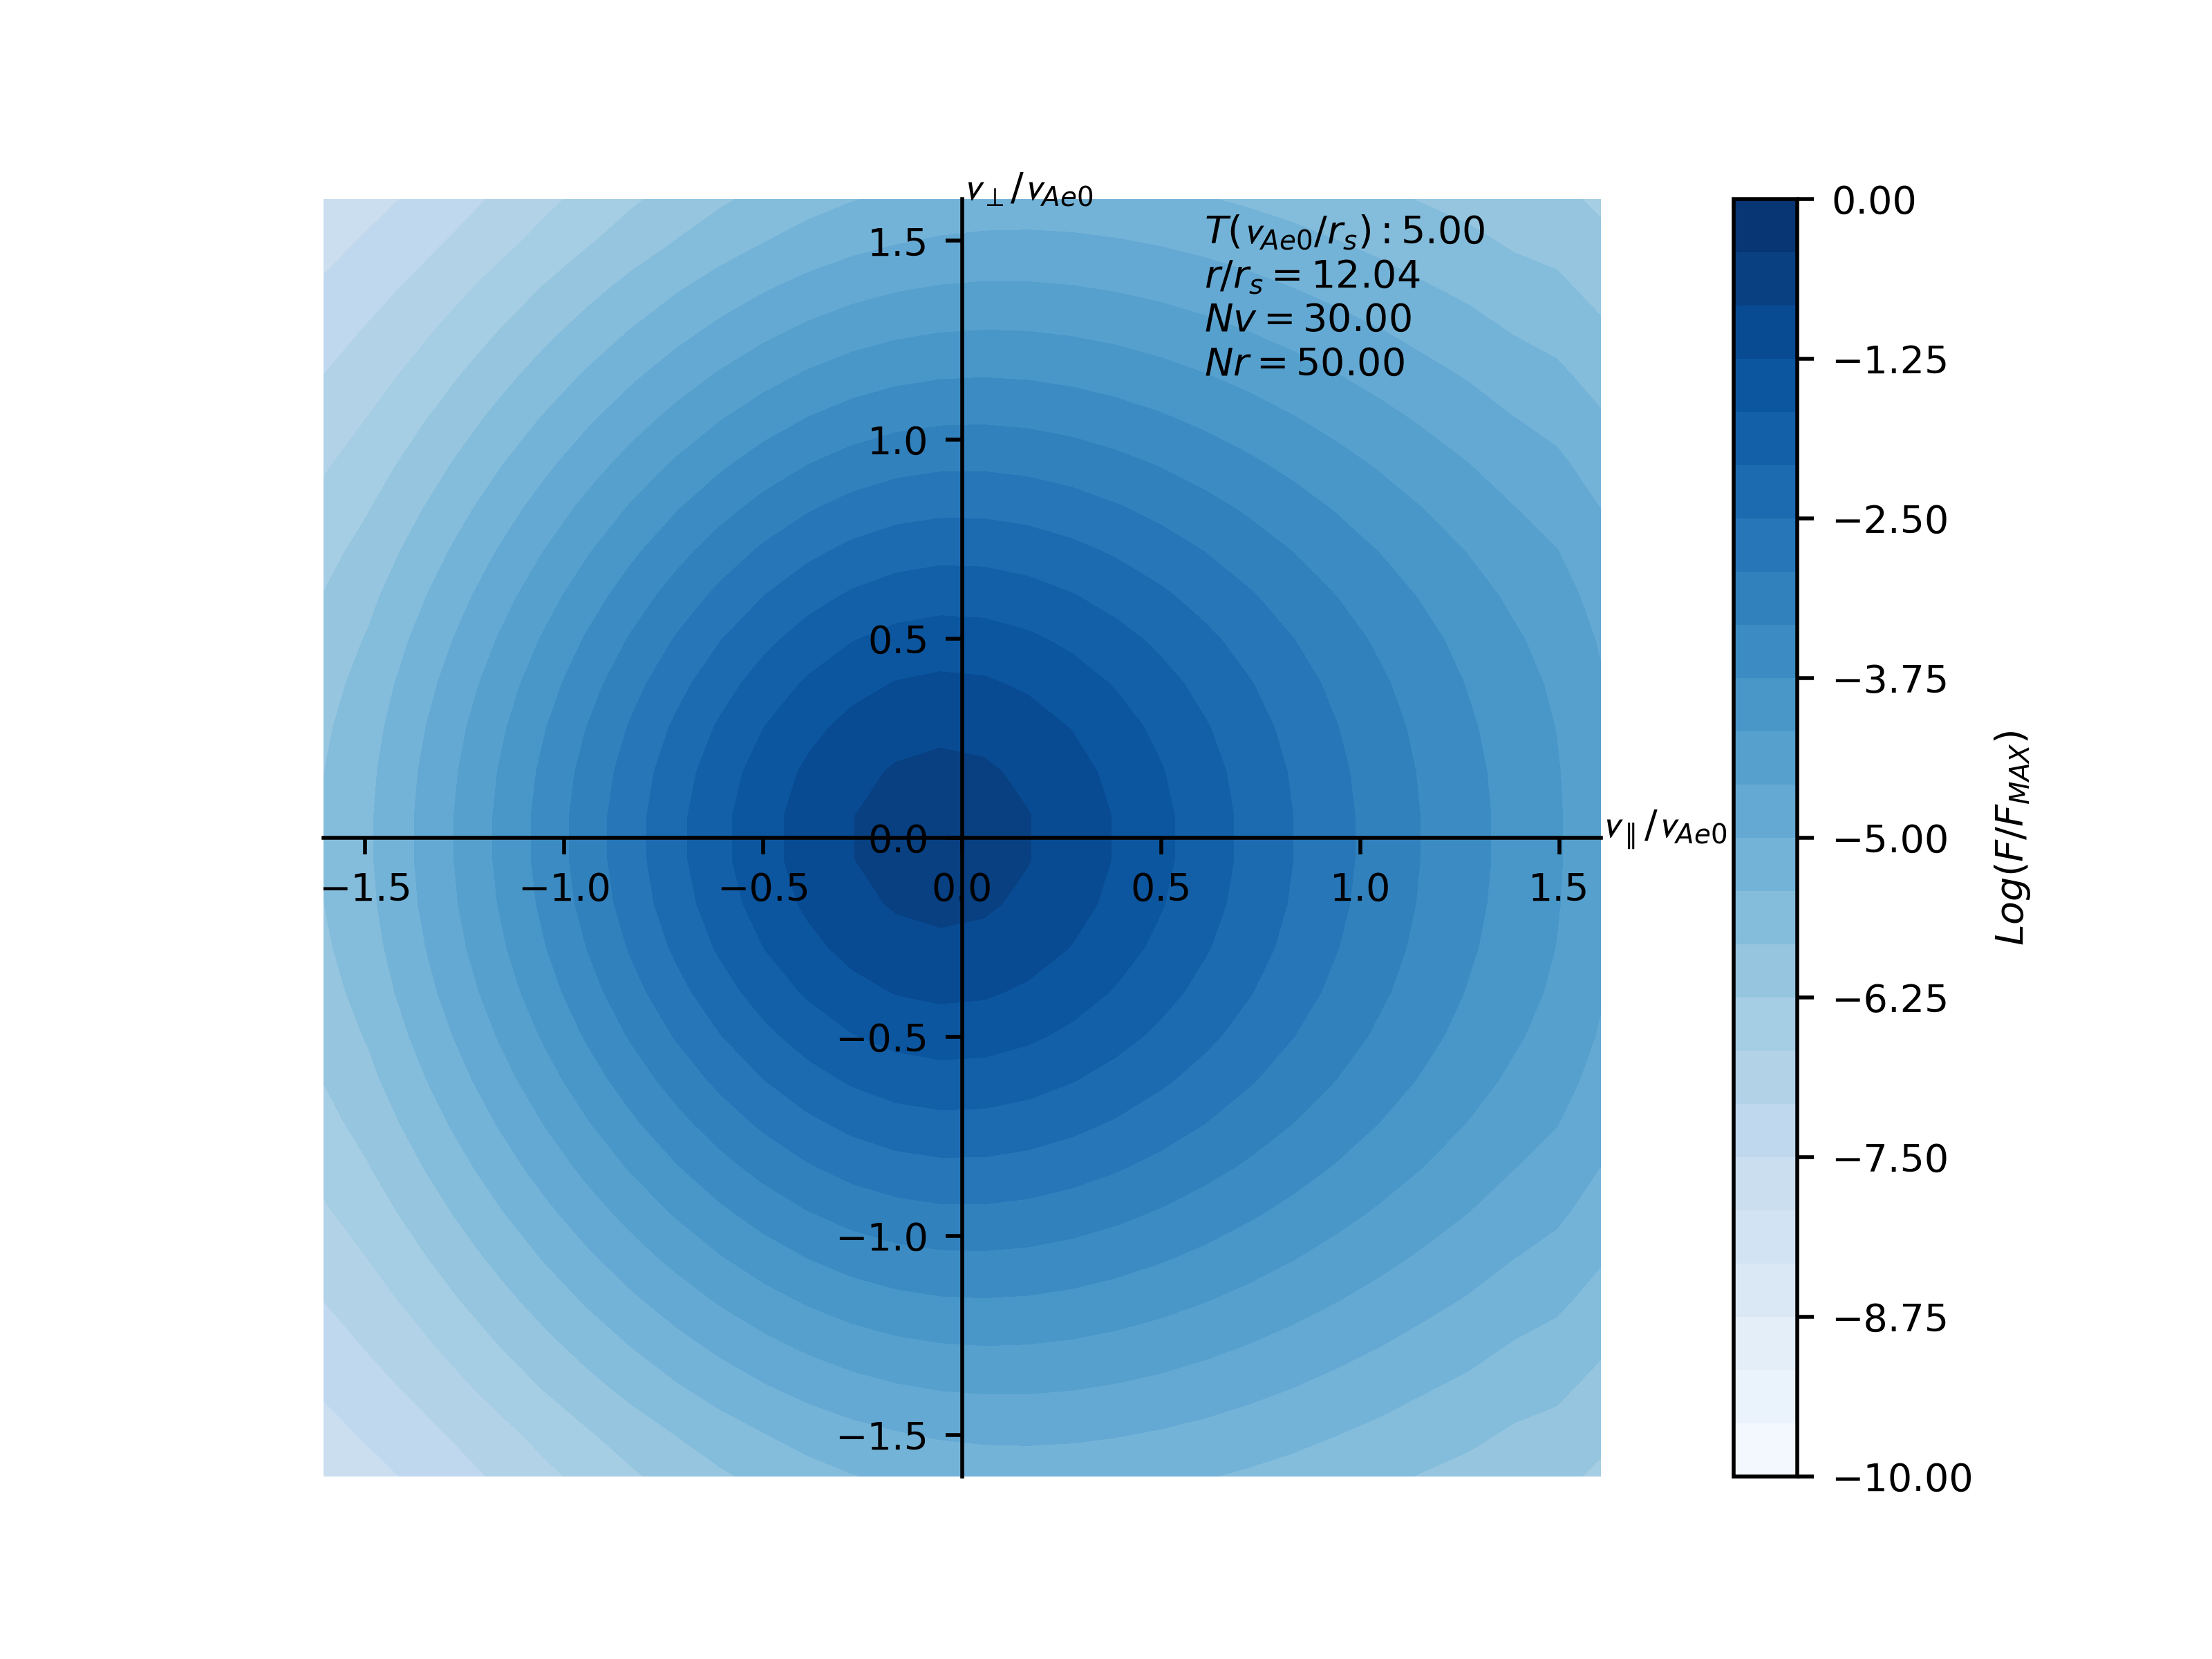 v⊥/vAe0
T(vAe0/rs) : 5.00
r/rs = 12.04
Nv = 30.00
Nr = 50.00
1.5
1.0
0.5
0.0
−0.5
−1.0
−1.5
−1.5 −1.0 −0.5 0.0 0.5 1.0 1.5
v∥/vAe0
0.00
−1.25
−2.50
−3.75
−5.00
−6.25
−7.50
−8.75
−10.00
Log(F/FMAX)